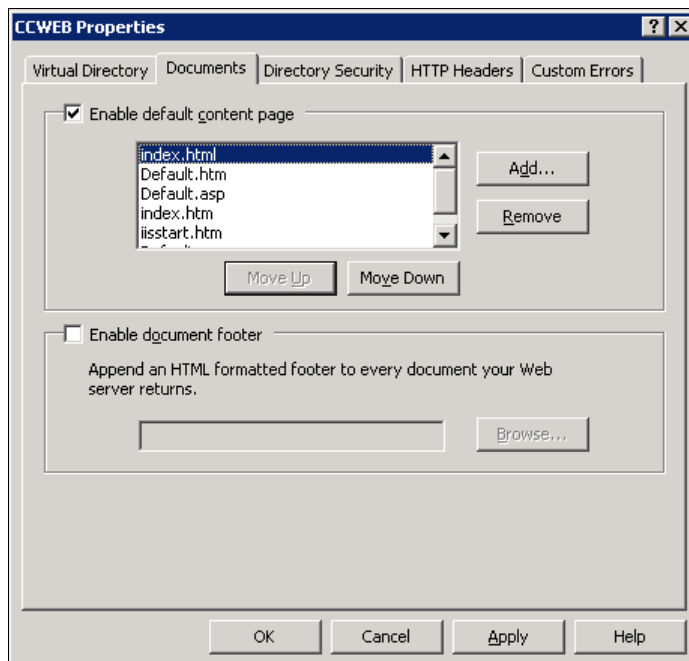 CCWEB Properties
Virtual Directory Documents Directory Security HTTP Headers Custom Errors
Enable default content page
index.html
Default.htm
Default.asp
index.htm
iisstart.htm
Add...
Remove
Move Up Move Down
Enable document footer
Append an HTML formatted footer to every document your Web
server returns.
Browse...
OK Cancel Apply Help